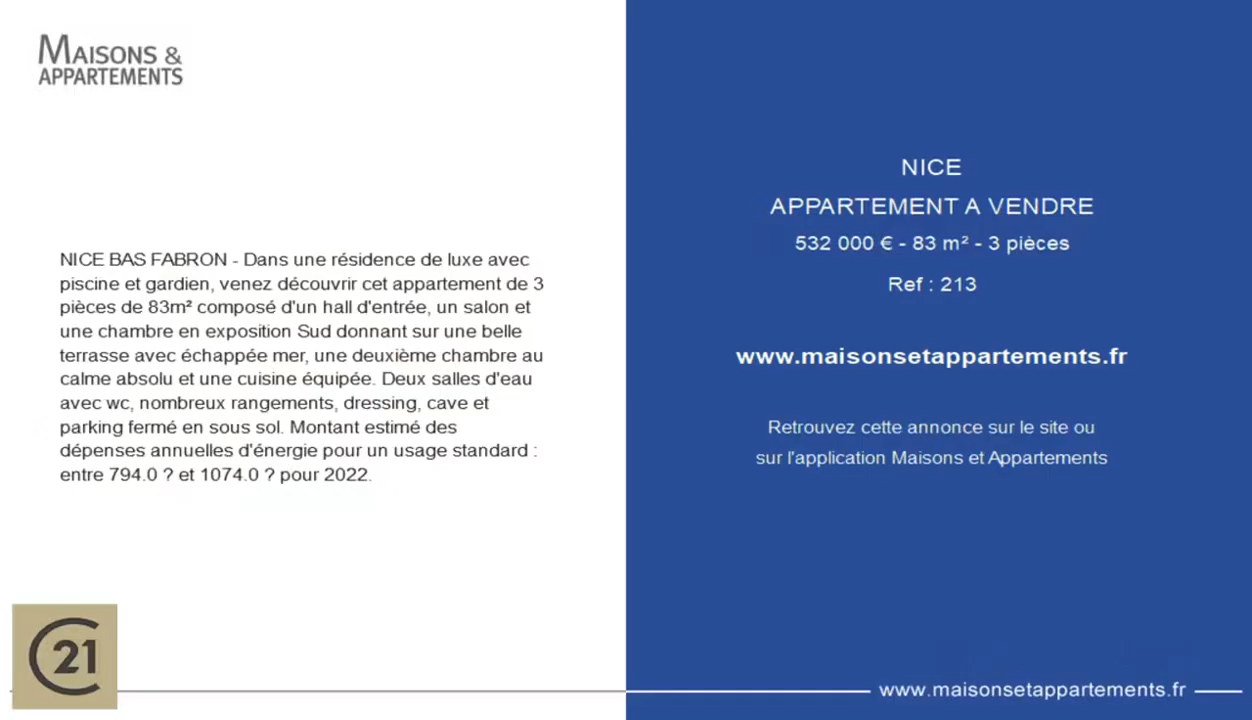 MAISONS &
APPARTEMENTS
NICE BAS FABRON - Dans une résidence de luxe avec
piscine et gardien, venez découvrir cet appartement de 3
pièces de 83m² composé d'un hall d'entrée, un salon et
une chambre en exposition Sud donnant sur une belle
terrasse avec échappée mer, une deuxième chambre au
calme absolu et une cuisine équipée. Deux salles d'eau
avec wc, nombreux rangements, dressing, cave et
parking fermé en sous sol. Montant estimé des
dépenses annuelles d'énergie pour un usage standard :
entre 794.0 ? et 1074.0 ? pour 2022.
C21
NICE
APPARTEMENT A VENDRE
532 000 € - 83 m² - 3 pièces
Ref : 213
www.maisonsetappartements.fr
Retrouvez cette annonce sur le site ou
sur l'application Maisons et Appartements
www.maisonsetappartements.fr